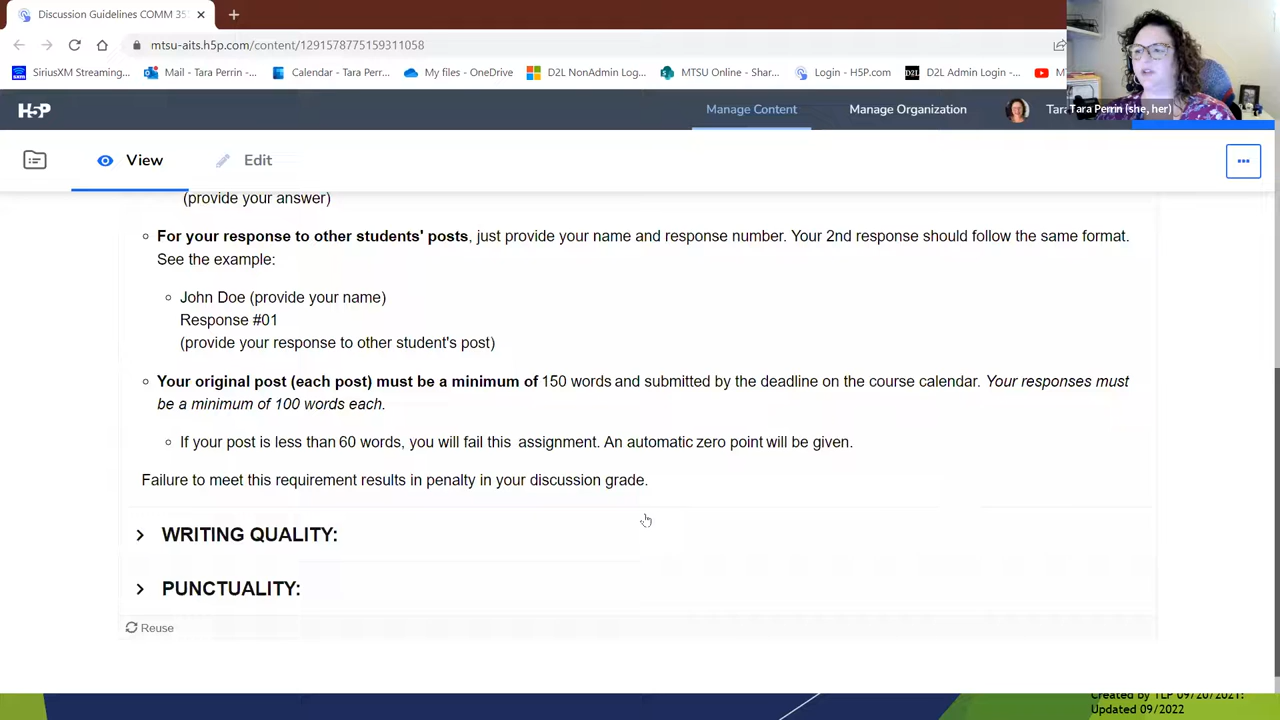 Discussion Guidelines COMM 35
mtsu-aits.h5p.com/content/1291578775159311058
SiriusXM Streaming... Mail - Tara Perrin -... Calendar - Tara Perr... My files - OneDrive D2L NonAdmin Log... MTSU Online - Shar... Login - H5P.com D2L Admin Login -... M
H5P Manage Content Manage Organization Tara
Tara Perrin (she, her)
View Edit
(provide your answer)
For your response to other students' posts, just provide your name and response number. Your 2nd response should follow the same format.
See the example:
John Doe (provide your name)
Response #01
(provide your response to other student's post)
Your original post (each post) must be a minimum of 150 words and submitted by the deadline on the course calendar. Your responses must
be a minimum of 100 words each.
If your post is less than 60 words, you will fail this assignment. An automatic zero point will be given.
Failure to meet this requirement results in penalty in your discussion grade.
WRITING QUALITY:
PUNCTUALITY:
Reuse
Created by TLP 09/20/2021:
Updated 09/2022